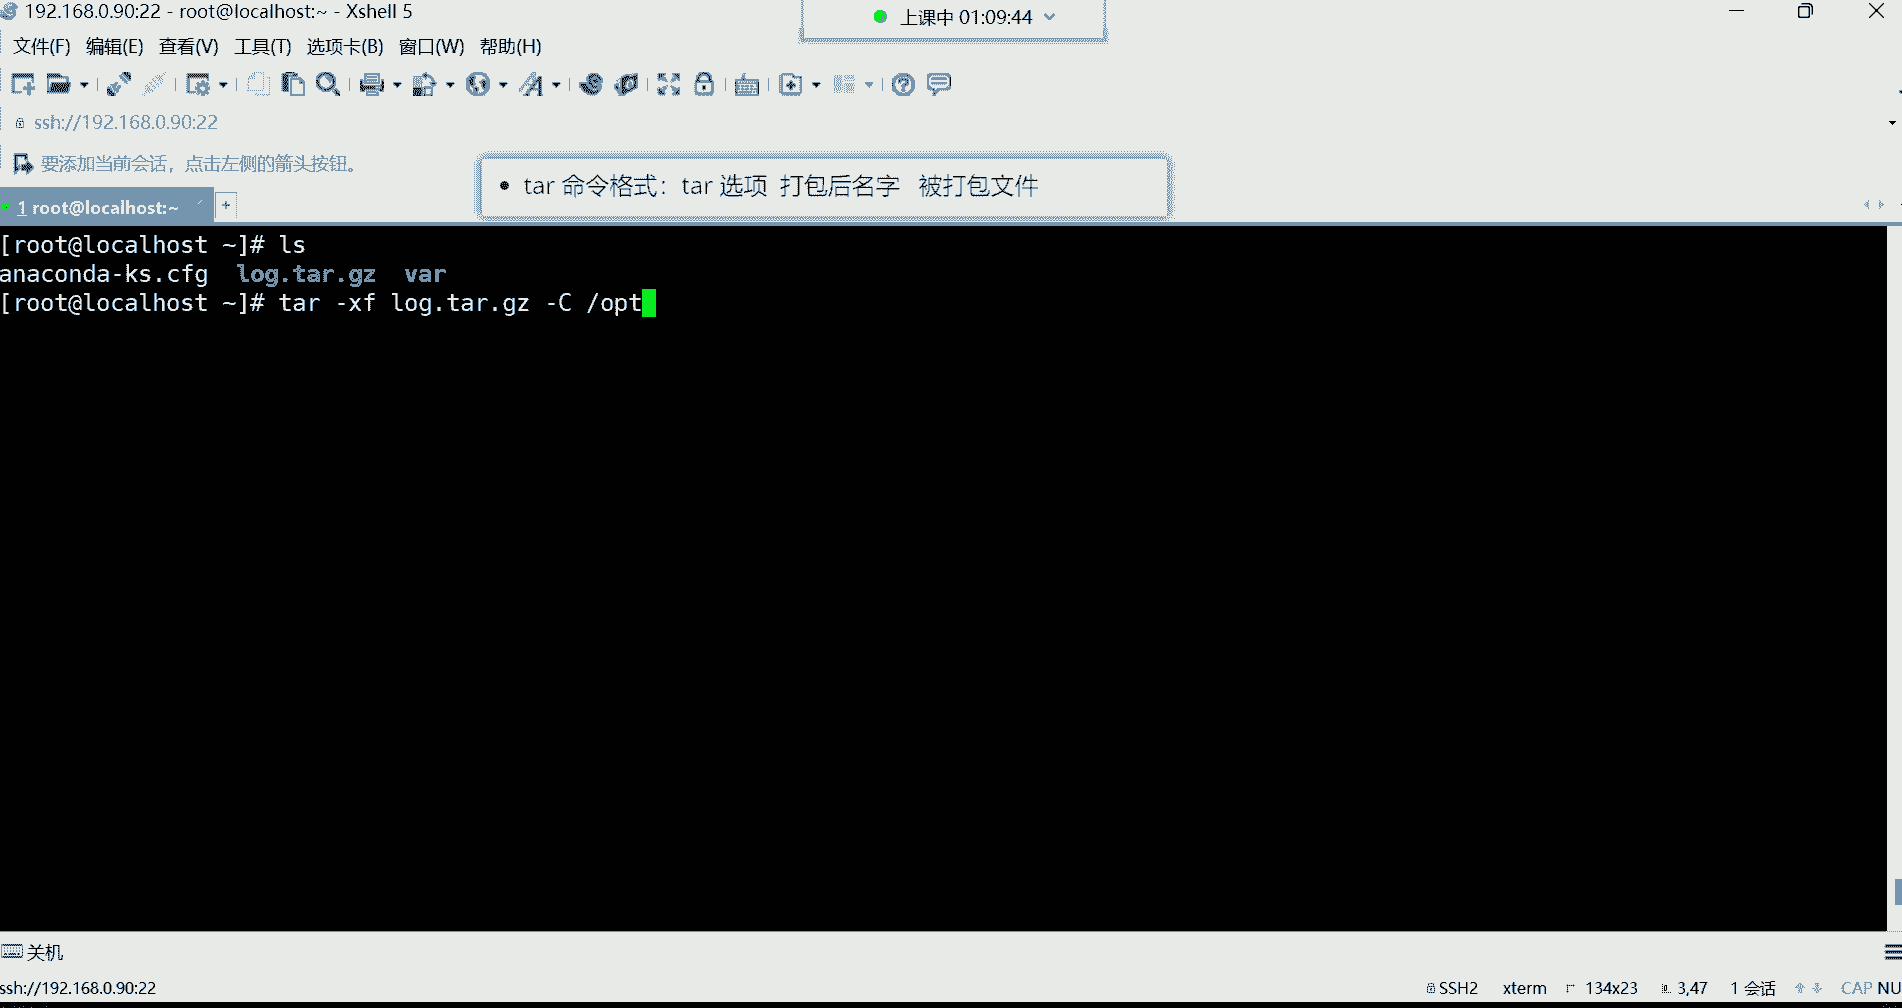 192.168.0.90:22 - root@localhost:~ - Xshell 5
上课中 01:09:44
文件(F) 编辑(E) 查看(V) 工具(T) 选项卡(B) 窗口(W) 帮助(H)
ssh://192.168.0.90:22
要添加当前会话，点击左侧的箭头按钮。
• tar 命令格式：tar 选项 打包后名字 被打包文件
1 root@localhost:~
+
[root@localhost ~]# ls
anaconda-ks.cfg log.tar.gz var
[root@localhost ~]# tar -xf log.tar.gz -C /opt
关机
ssh://192.168.0.90:22
SSH2 xterm 134x23 3,47 1 会话 CAP NU